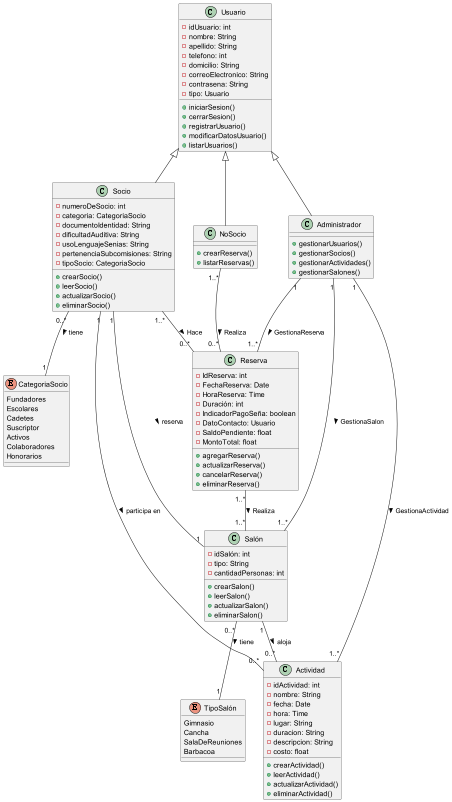 C Usuario
idUsuario: int
nombre: String
apellido: String
telefono: int
domicilio: String
correoElectronico: String
contrasena: String
tipo: Usuario
iniciarSesion()
cerrarSesion()
registrarUsuario()
modificarDatosUsuario()
listarUsuarios()
C Socio
numeroDeSocio: int
categoria: CategoriaSocio
documentoIdentidad: String
dificultadAuditiva: String
usoLenguajeSenias: String
pertenenciaSubcomisiones: String
tipoSocio: CategoriaSocio
crearSocio()
leerSocio()
actualizarSocio()
eliminarSocio()
C NoSocio
crearReserva()
listarReservas()
C Administrador
gestionarUsuarios()
gestionarSocios()
gestionarActividades()
gestionarSalones()
0..*
1
1
1..*
1..*
1
1
1
tiene
Hace
Realiza
GestionaReserva
0..*
0..*
1..*
1
E CategoriaSocio
Fundadores
Escolares
Cadetes
Suscriptor
Activos
Colaboradores
Honorarios
C Reserva
IdReserva: int
FechaReserva: Date
HoraReserva: Time
Duración: int
IndicadorPagoSeña: boolean
DatoContacto: Usuario
SaldoPendiente: float
MontoTotal: float
agregarReserva()
actualizarReserva()
cancelarReserva()
eliminarReserva()
reserva
GestionaSalon
1..*
participa en
Realiza
GestionaActividad
1
1..*
1..*
C Salón
idSalón: int
tipo: String
cantidadPersonas: int
crearSalon()
leerSalon()
actualizarSalon()
eliminarSalon()
0..*
1
tiene
aloja
0..*
0..*
1..*
1
E TipoSalón
Gimnasio
Cancha
SalaDeReuniones
Barbacoa
C Actividad
idActividad: int
nombre: String
fecha: Date
hora: Time
lugar: String
duracion: String
descripcion: String
costo: float
crearActividad()
leerActividad()
actualizarActividad()
eliminarActividad()